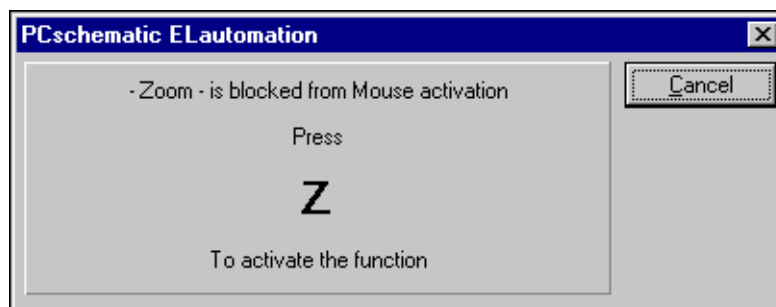 PCschematic ELautomation
- Zoom - is blocked from Mouse activation
Cancel
Press
Z
To activate the function